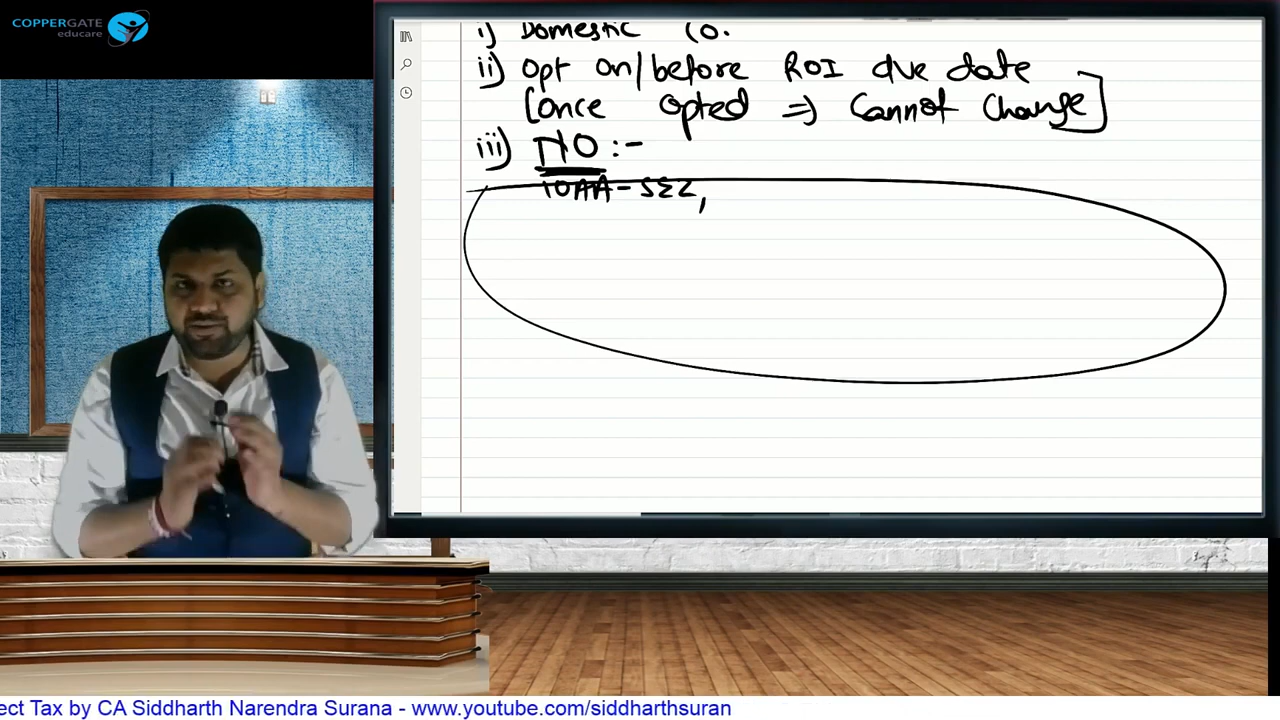 COPPERGATE
educare
i) Domestic Co.
ii) Opt on/before ROI due date
[Once Opted => Cannot Change]
iii) NO :-
10AA - SEZ,
ect Tax by CA Siddharth Narendra Surana - www.youtube.com/siddharthsuran